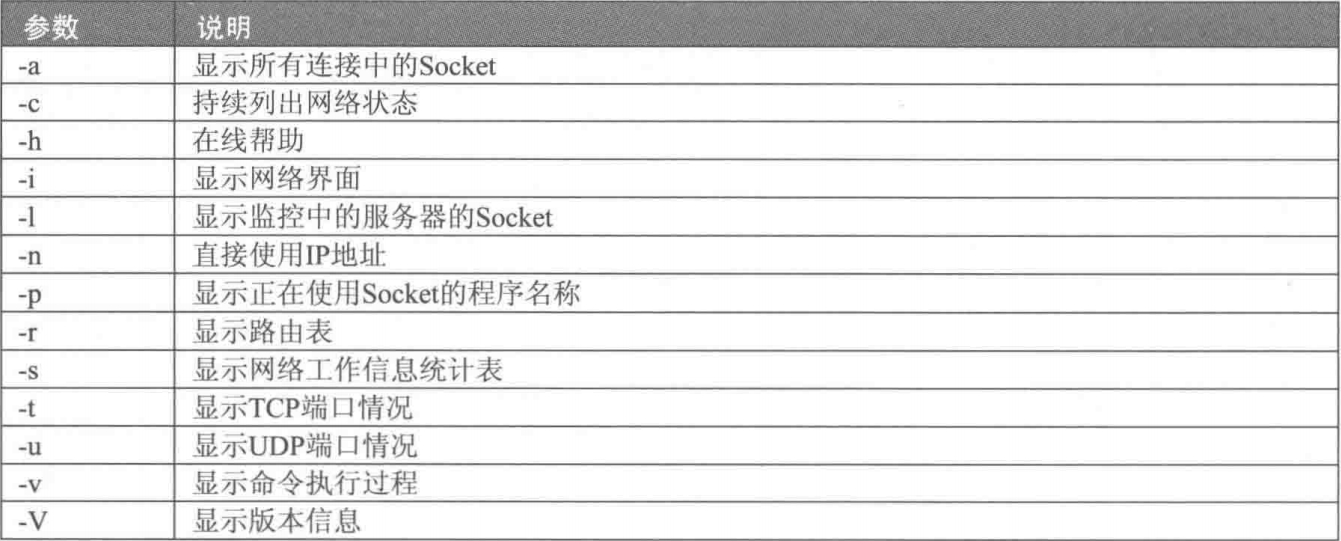 参数 说明
-a 显示所有连接中的Socket
-c 持续列出网络状态
-h 在线帮助
-i 显示网络界面
-l 显示监控中的服务器的Socket
-n 直接使用IP地址
-p 显示正在使用Socket的程序名称
-r 显示路由表
-s 显示网络工作信息统计表
-t 显示TCP端口情况
-u 显示UDP端口情况
-v 显示命令执行过程
-V 显示版本信息